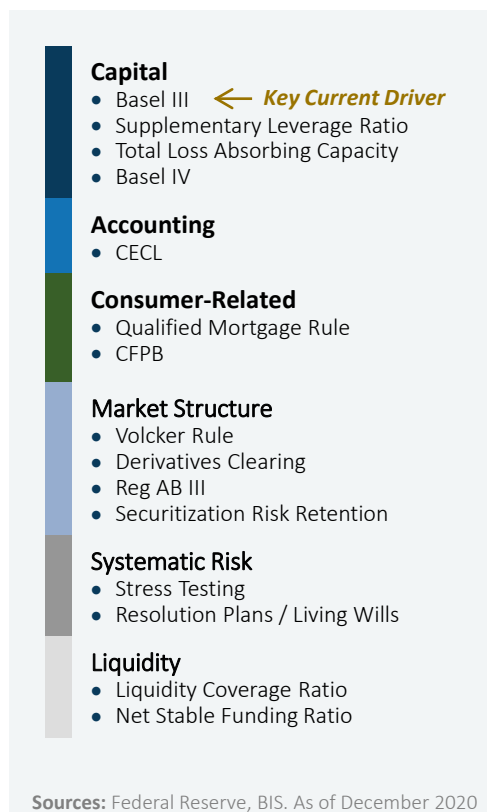 Capital
• Basel III ← Key Current Driver
• Supplementary Leverage Ratio
• Total Loss Absorbing Capacity
• Basel IV
Accounting
• CECL
Consumer-Related
• Qualified Mortgage Rule
• CFPB
Market Structure
• Volcker Rule
• Derivatives Clearing
• Reg AB III
• Securitization Risk Retention
Systematic Risk
• Stress Testing
• Resolution Plans / Living Wills
Liquidity
• Liquidity Coverage Ratio
• Net Stable Funding Ratio
Sources: Federal Reserve, BIS. As of December 2020